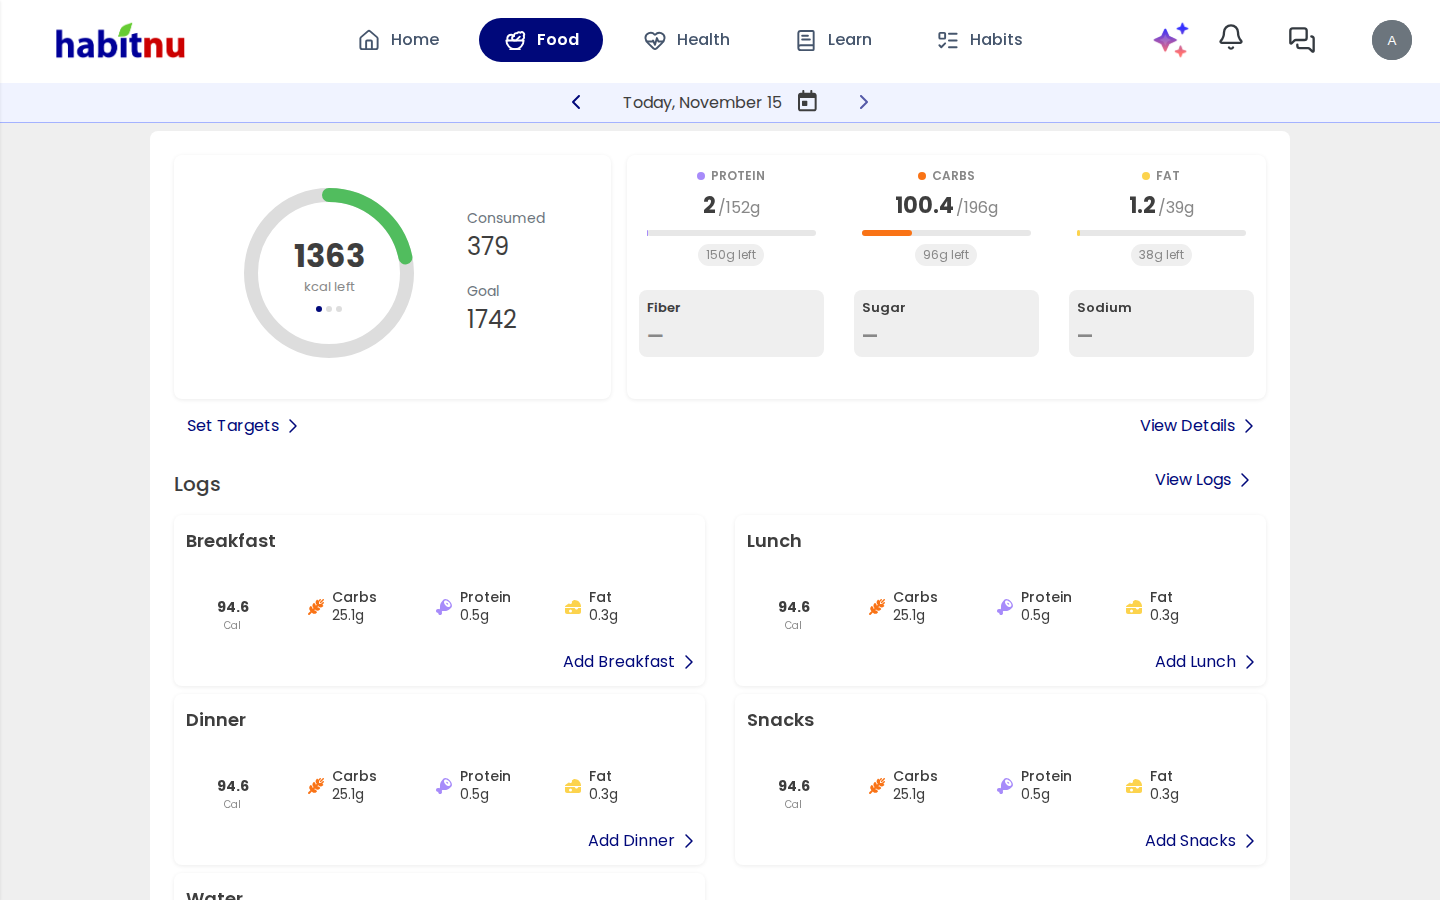 habitnu
Home
Food
Health
Learn
Habits
A
Today, November 15
1363
kcal left
Consumed
379
Goal
1742
PROTEIN
2/152g
150g left
CARBS
100.4/196g
96g left
FAT
1.2/39g
38g left
Fiber
—
Sugar
—
Sodium
—
Set Targets
View Details
Logs
View Logs
Breakfast
94.6
Cal
Carbs
25.1g
Protein
0.5g
Fat
0.3g
Add Breakfast
Lunch
94.6
Cal
Carbs
25.1g
Protein
0.5g
Fat
0.3g
Add Lunch
Dinner
94.6
Cal
Carbs
25.1g
Protein
0.5g
Fat
0.3g
Add Dinner
Snacks
94.6
Cal
Carbs
25.1g
Protein
0.5g
Fat
0.3g
Add Snacks
Water